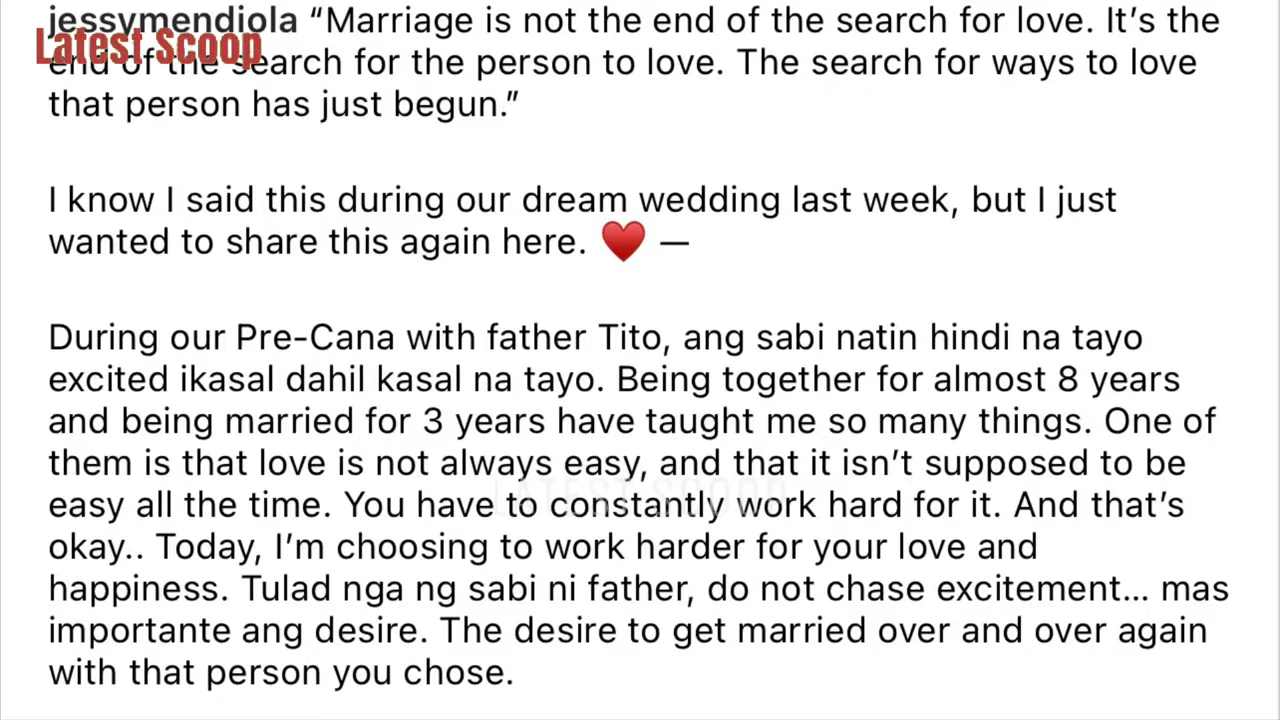 jessymendiola “Marriage is not the end of the search for love. It’s the
Latest Scoop
end of the search for the person to love. The search for ways to love
that person has just begun.”
I know I said this during our dream wedding last week, but I just
wanted to share this again here. ♥️ —
During our Pre-Cana with father Tito, ang sabi natin hindi na tayo
excited ikasal dahil kasal na tayo. Being together for almost 8 years
and being married for 3 years have taught me so many things. One of
them is that love is not always easy, and that it isn’t supposed to be
LATEST SCOOP
easy all the time. You have to constantly work hard for it. And that’s
okay.. Today, I’m choosing to work harder for your love and
happiness. Tulad nga ng sabi ni father, do not chase excitement... mas
importante ang desire. The desire to get married over and over again
with that person you chose.